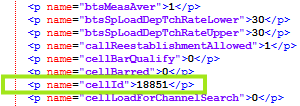 <p name="btsMeasAver">1</p>
<p name="btsSpLoadDepTchRateLower">30</p>
<p name="btsSpLoadDepTchRateUpper">30</p>
<p name="cellReestablishmentAllowed">1</p>
<p name="cellBarQualify">0</p>
<p name="cellBarred">0</p>
<p name="cellId">18851</p>
<p name="cellLoadForChannelSearch">0</p>